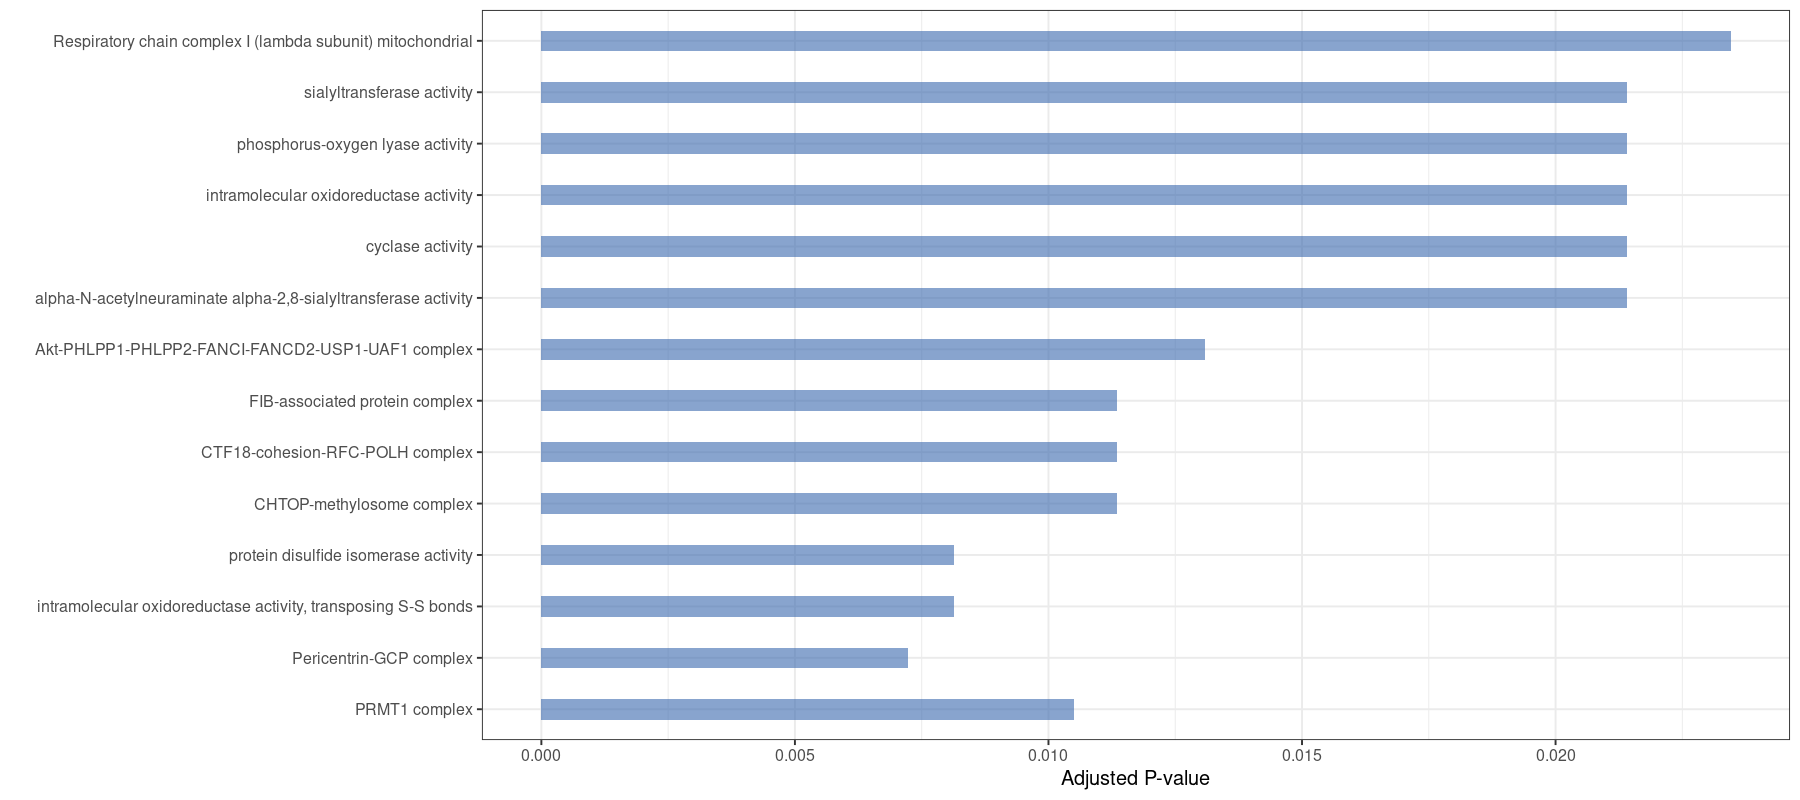 Respiratory chain complex I (lambda subunit) mitochondrial
sialyltransferase activity
phosphorus-oxygen lyase activity
intramolecular oxidoreductase activity
cyclase activity
alpha-N-acetylneuraminate alpha-2,8-sialyltransferase activity
Akt-PHLPP1-PHLPP2-FANCI-FANCD2-USP1-UAF1 complex
FIB-associated protein complex
CTF18-cohesion-RFC-POLH complex
CHTOP-methylosome complex
protein disulfide isomerase activity
intramolecular oxidoreductase activity, transposing S-S bonds
Pericentrin-GCP complex
PRMT1 complex
0.000 0.005 0.010 0.015 0.020
Adjusted P-value